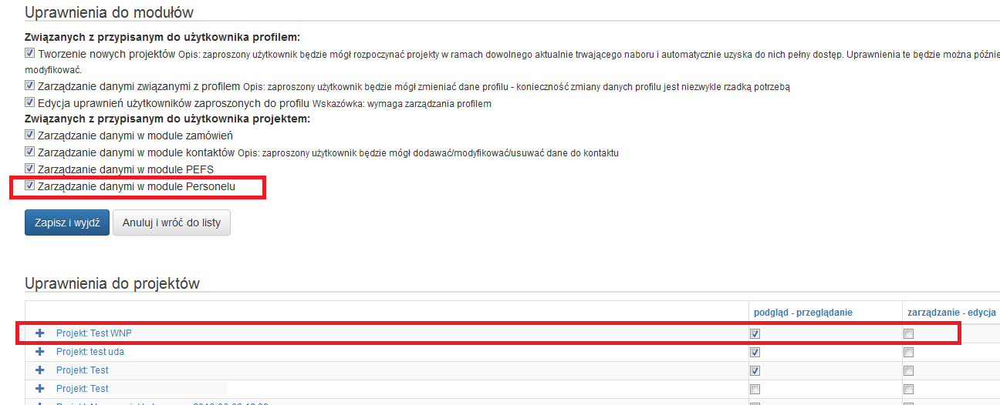 Uprawnienia do modułów
Związanych z przypisanym do użytkownika profilem:
Tworzenie nowych projektów Opis: zaproszony użytkownik będzie mógł rozpoczynać projekty w ramach dowolnego aktualnie trwającego naboru i automatycznie uzyska do nich pełny dostęp. Uprawnienia te będzie można późnie
modyfikować.
Zarządzanie danymi związanymi z profilem Opis: zaproszony użytkownik będzie mógł zmieniać dane profilu - konieczność zmiany danych profilu jest niezwykle rzadką potrzebą
Edycja uprawnień użytkowników zaproszonych do profilu Wskazówka: wymaga zarządzania profilem
Związanych z przypisanym do użytkownika projektem:
Zarządzanie danymi w module zamówień
Zarządzanie danymi w module kontaktów Opis: zaproszony użytkownik będzie mógł dodawać/modyfikować/usuwać dane do kontaktu
Zarządzanie danymi w module PEFS
Zarządzanie danymi w module Personelu
Zapisz i wyjdź Anuluj i wróć do listy
Uprawnienia do projektów
podgląd - przeglądanie zarządzanie - edycja
Projekt: Test WNP
Projekt: test uda
Projekt: Test
Projekt: Test